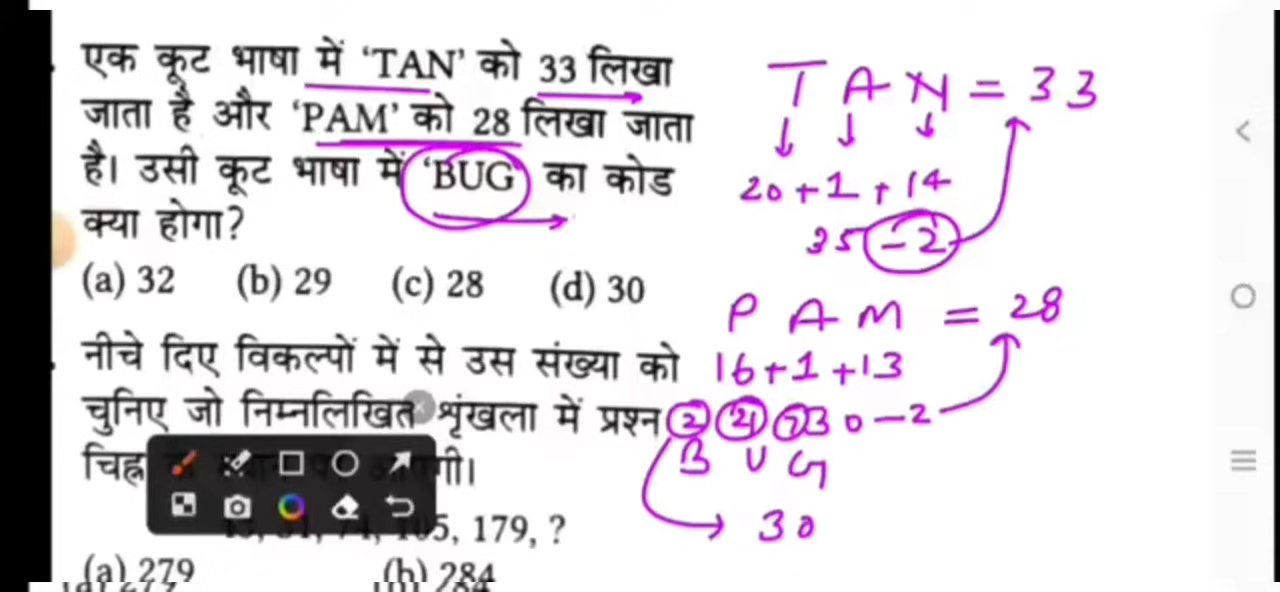 एक कूट भाषा में ‘TAN’ को 33 लिखा
जाता है और ‘PAM’ को 28 लिखा जाता
है। उसी कूट भाषा में ‘BUG’ का कोड
क्या होगा?
(a) 32 (b) 29 (c) 28 (d) 30
नीचे दिए विकल्पों में से उस संख्या को
चुनिए जो निम्नलिखित शृंखला में प्रश्न
चिह्न
179, ?
(a) 279 (b) 284
T A N = 33
20 + 1 + 14
35 - 2
P A M = 28
16 + 1 + 13
2 21 7 30 - 2
B U G
30